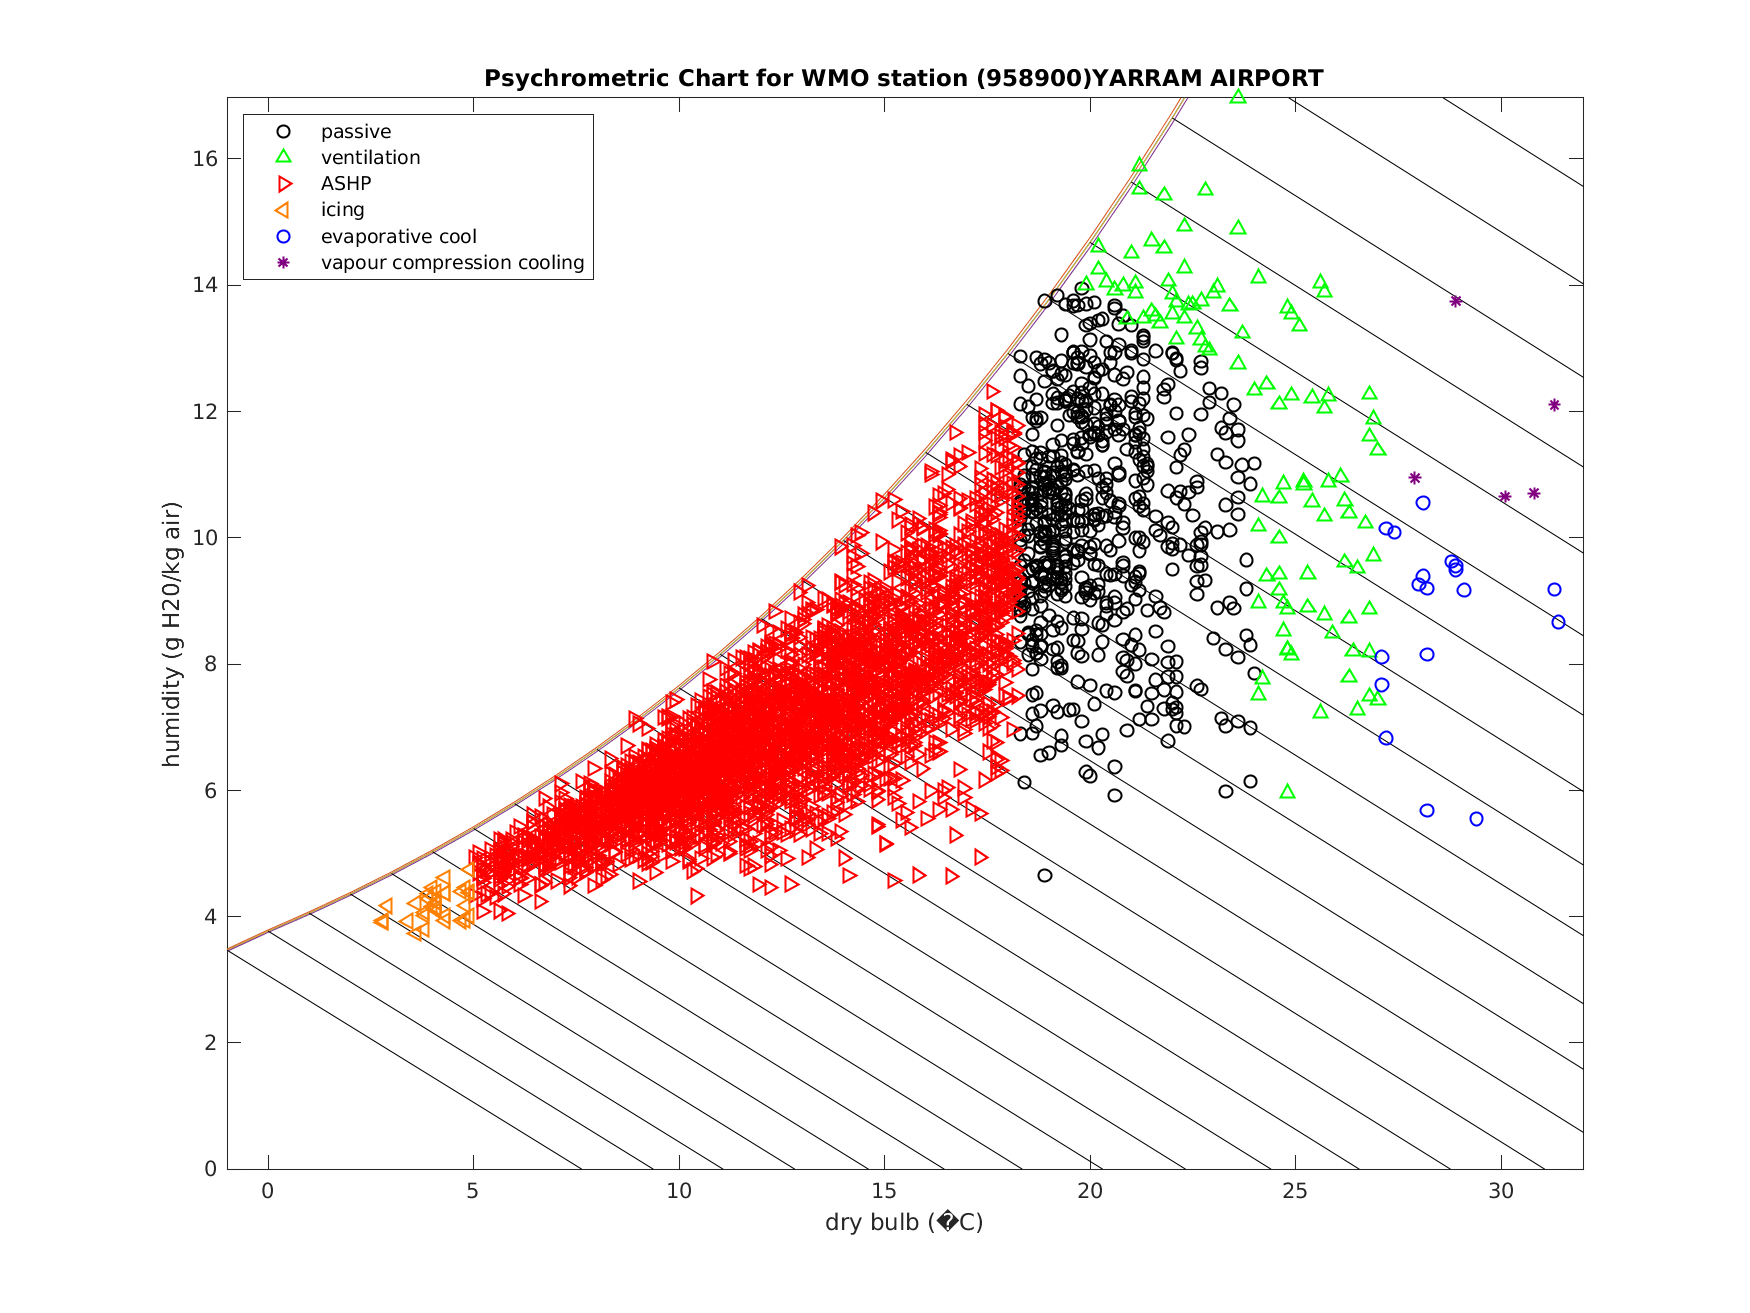 Psychrometric Chart for WMO station (958900)YARRAM AIRPORT
passive
ventilation
ASHP
icing
evaporative cool
vapour compression cooling
humidity (g H20/kg air)
16
14
12
10
8
6
4
2
0
0 5 10 15 20 25 30
dry bulb (�C)